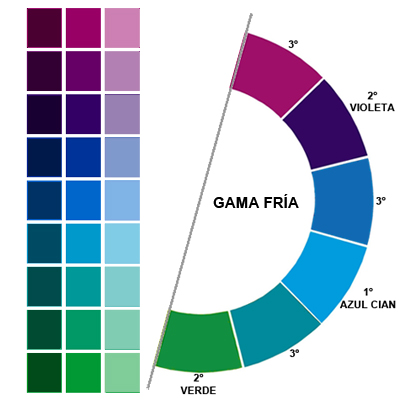 3º
2º
VIOLETA
GAMA FRÍA
3º
1º
AZUL CIAN
3º
2º
VERDE